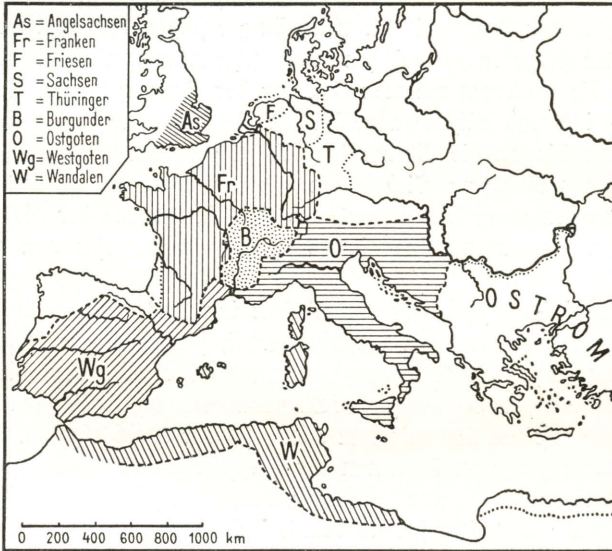 As = Angelsachsen
Fr = Franken
F = Friesen
S = Sachsen
T = Thüringer
B = Burgunder
O = Ostgoten
Wg = Westgoten
W = Wandalen
As
F
S
T
Fr
B
O
OSTROM
Wg
W
0 200 400 600 800 1000 km